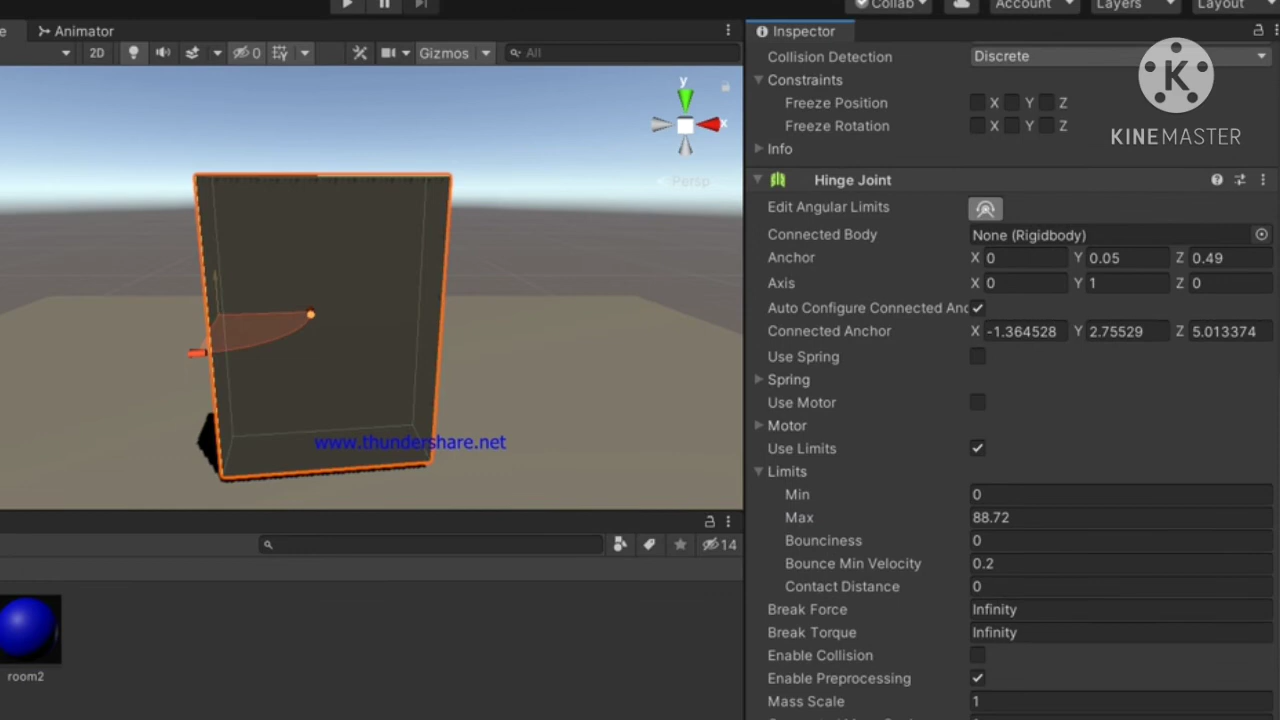 Collab Account Layers Layout
e Animator Inspector
2D 0 Gizmos All
Collision Detection Discrete
Constraints
Freeze Position X Y Z
Freeze Rotation X Y Z
Info
K
KINEMASTER
y
x
Persp
Hinge Joint
Edit Angular Limits
Connected Body None (Rigidbody)
Anchor X 0 Y 0.05 Z 0.49
Axis X 0 Y 1 Z 0
Auto Configure Connected Anc
Connected Anchor X -1.364528 Y 2.75529 Z 5.013374
Use Spring
Spring
Use Motor
Motor
www.thundershare.net
Use Limits
Limits
Min 0
Max 88.72
Bounciness 0
14
Bounce Min Velocity 0.2
Contact Distance 0
Break Force Infinity
Break Torque Infinity
Enable Collision
room2
Enable Preprocessing
Mass Scale 1